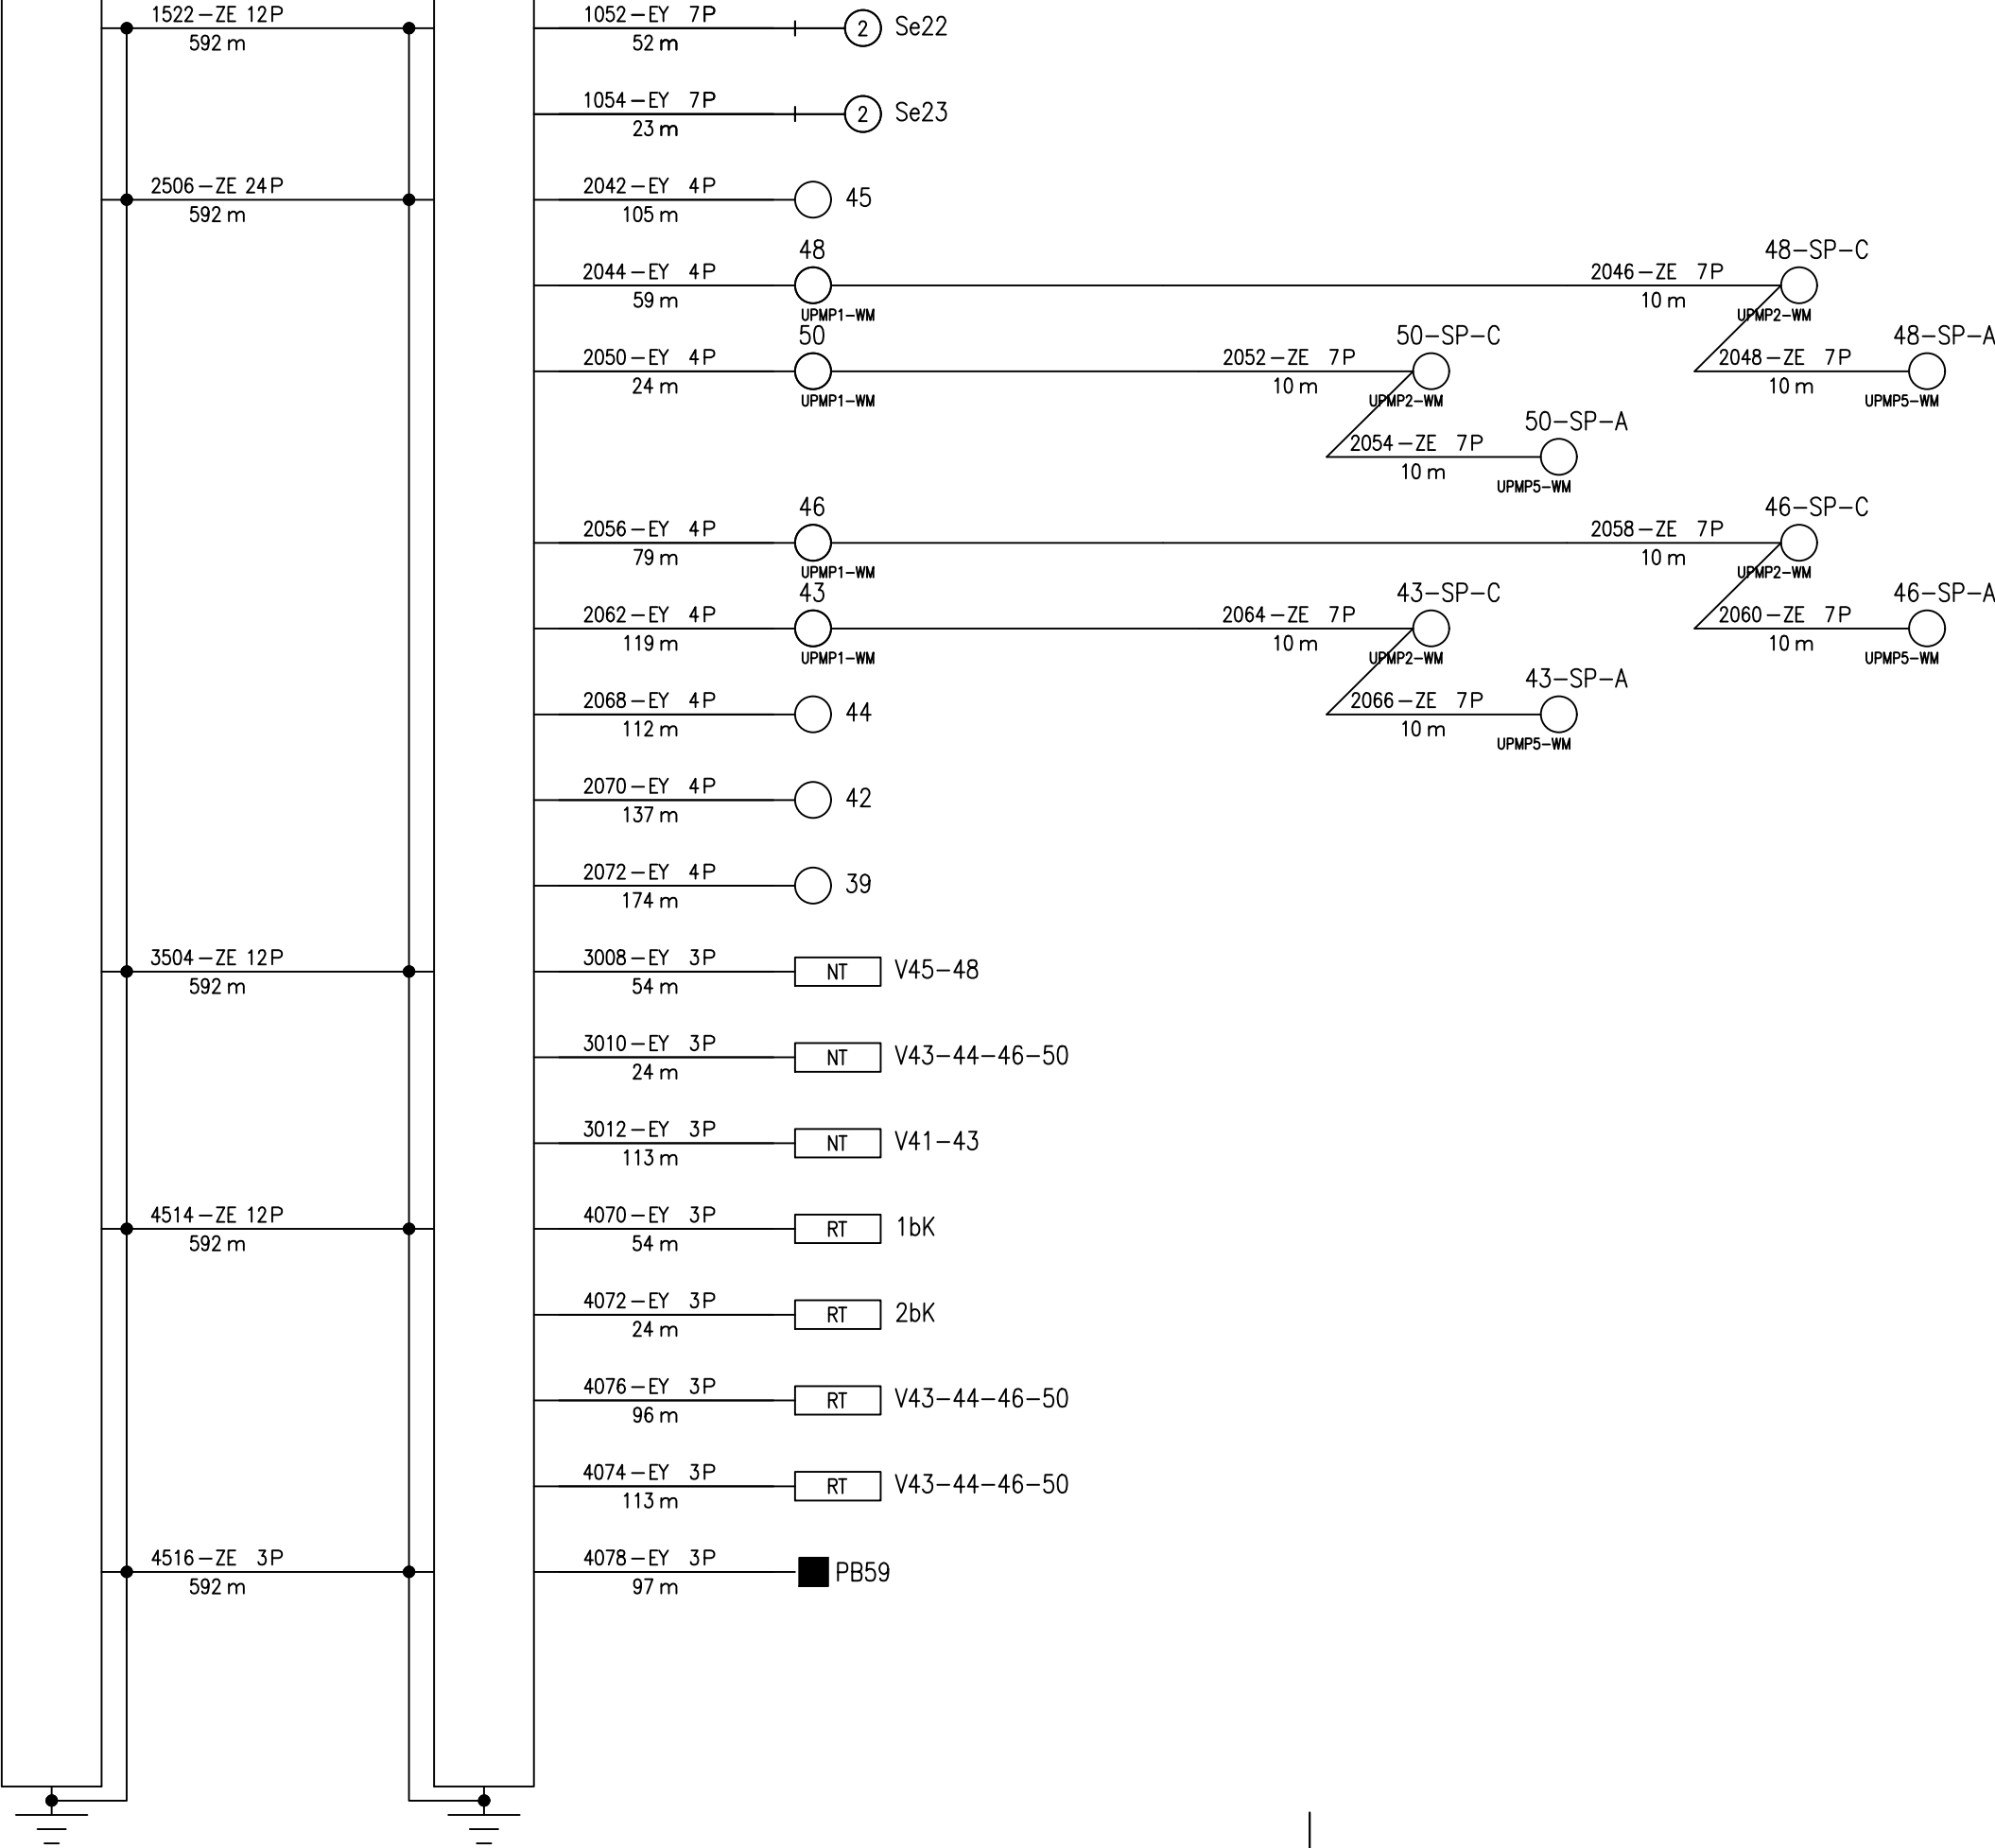 1522-ZE 12P
592 m
1052-EY 7P
52 m
2 Se22
1054-EY 7P
23 m
2 Se23
2506-ZE 24P
592 m
2042-EY 4P
105 m
45
2044-EY 4P
59 m
48
UPMP1-WM
2046-ZE 7P
10 m
48-SP-C
UPMP2-WM
2048-ZE 7P
10 m
48-SP-A
UPMP5-WM
2050-EY 4P
24 m
50
UPMP1-WM
2052-ZE 7P
10 m
50-SP-C
UPMP2-WM
2054-ZE 7P
10 m
50-SP-A
UPMP5-WM
2056-EY 4P
79 m
46
UPMP1-WM
2058-ZE 7P
10 m
46-SP-C
UPMP2-WM
2060-ZE 7P
10 m
46-SP-A
UPMP5-WM
2062-EY 4P
119 m
43
UPMP1-WM
2064-ZE 7P
10 m
43-SP-C
UPMP2-WM
2066-ZE 7P
10 m
43-SP-A
UPMP5-WM
2068-EY 4P
112 m
44
2070-EY 4P
137 m
42
2072-EY 4P
174 m
39
3504-ZE 12P
592 m
3008-EY 3P
54 m
NT V45-48
3010-EY 3P
24 m
NT V43-44-46-50
3012-EY 3P
113 m
NT V41-43
4514-ZE 12P
592 m
4070-EY 3P
54 m
RT 1bK
4072-EY 3P
24 m
RT 2bK
4076-EY 3P
96 m
RT V43-44-46-50
4074-EY 3P
113 m
RT V43-44-46-50
4516-ZE 3P
592 m
4078-EY 3P
97 m
PB59